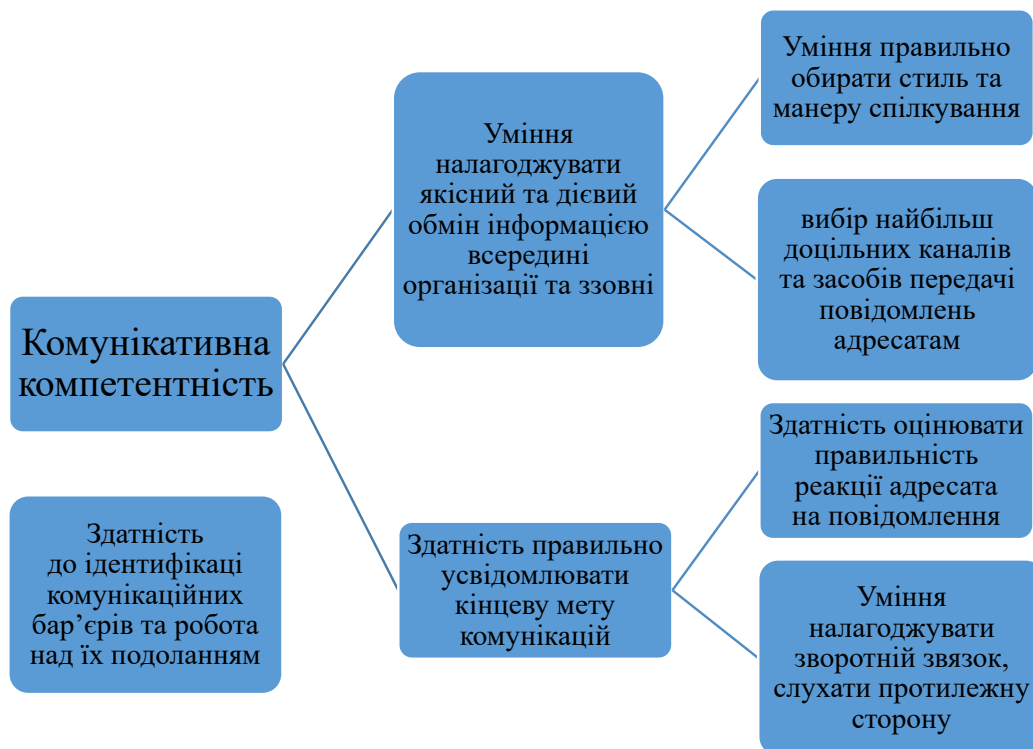 Комунікативна
компетентність
Здатність
до ідентифікаці
комунікаційних
бар’єрів та робота
над їх подоланням
Уміння
налагоджувати
якісний та дієвий
обмін інформацією
всередині
організації та ззовні
Здатність правильно
усвідомлювати
кінцеву мету
комунікацій
Уміння правильно
обирати стиль та
манеру спілкування
вибір найбільш
доцільних каналів
та засобів передачі
повідомлень
адресатам
Здатність оцінювати
правильність
реакції адресата
на повідомлення
Уміння
налагоджувати
зворотній звязок,
слухати протилежну
сторону